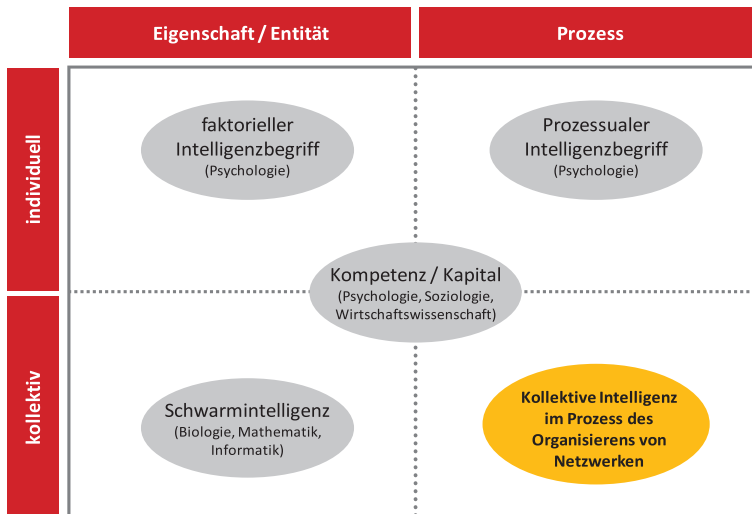 Eigenschaft / Entität
Prozess
individuell
faktorieller
Intelligenzbegriff
(Psychologie)
Prozessualer
Intelligenzbegriff
(Psychologie)
Kompetenz / Kapital
(Psychologie, Soziologie,
Wirtschaftswissenschaft)
kollektiv
Schwarmintelligenz
(Biologie, Mathematik,
Informatik)
Kollektive Intelligenz
im Prozess des
Organisierens von
Netzwerken